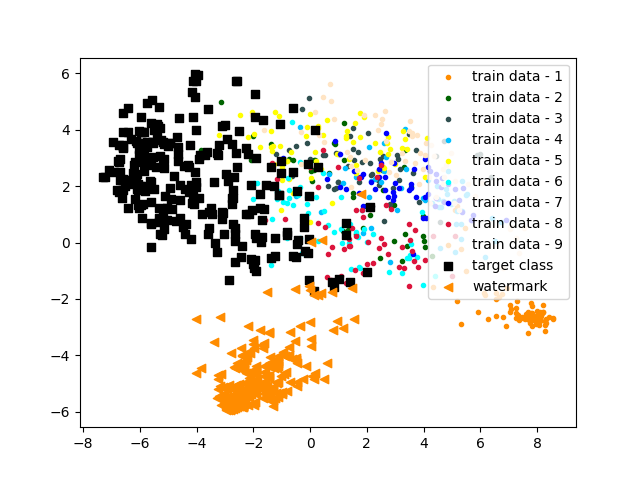 6
4
2
0
−2
−4
−6
−8
−6
−4
−2
0
2
4
6
8
train data - 1
train data - 2
train data - 3
train data - 4
train data - 5
train data - 6
train data - 7
train data - 8
train data - 9
target class
watermark